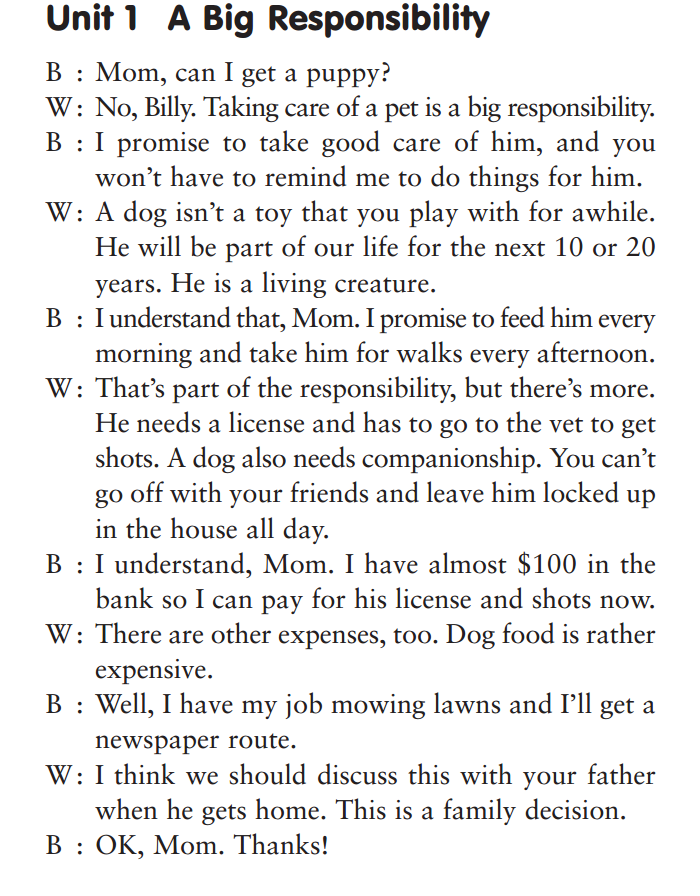 Unit 1 A Big Responsibility
B : Mom, can I get a puppy?
W: No, Billy. Taking care of a pet is a big responsibility.
B : I promise to take good care of him, and you
won't have to remind me to do things for him.
W: A dog isn't a toy that you play with for awhile.
He will be part of our life for the next 10 or 20
years. He is a living creature.
B : I understand that, Mom. I promise to feed him every
morning and take him for walks every afternoon.
W: That's part of the responsibility, but there's more.
He needs a license and has to go to the vet to get
shots. A dog also needs companionship. You can't
go off with your friends and leave him locked up
in the house all day.
B : I understand, Mom. I have almost $100 in the
bank so I can pay for his license and shots now.
W: There are other expenses, too. Dog food is rather
expensive.
B : Well, I have my job mowing lawns and I'll get a
newspaper route.
W: I think we should discuss this with your father
when he gets home. This is a family decision.
B : OK, Mom. Thanks!